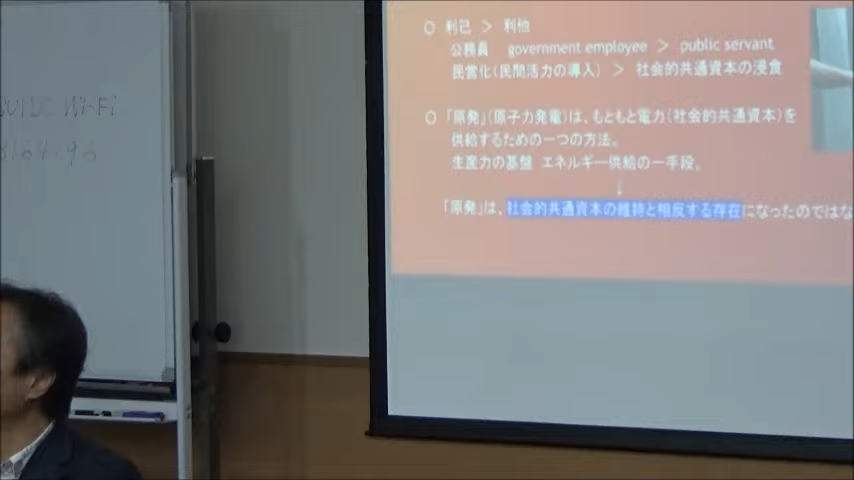 Wi-Fi
○ 利己 > 利他
公務員 government employee > public servant
民営化(民間活力の導入) > 社会的共通資本の浸食
○「原発」(原子力発電)は、もともと電力(社会的共通資本)を
供給するための一つの方法。
生産力の基盤 エネルギー供給の一手段。
↓
「原発」は、社会的共通資本の維持と相反する存在になったのではな